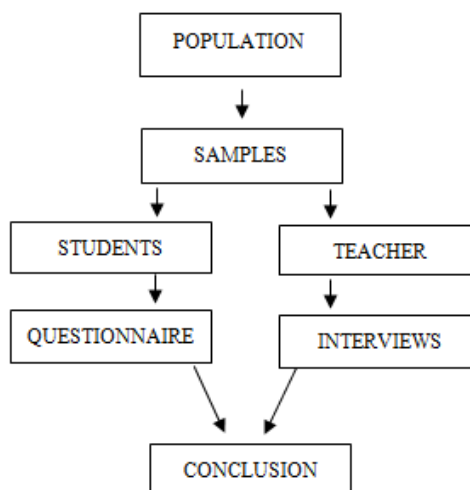 POPULATION
SAMPLES
STUDENTS
TEACHER
QUESTIONNAIRE
INTERVIEWS
CONCLUSION